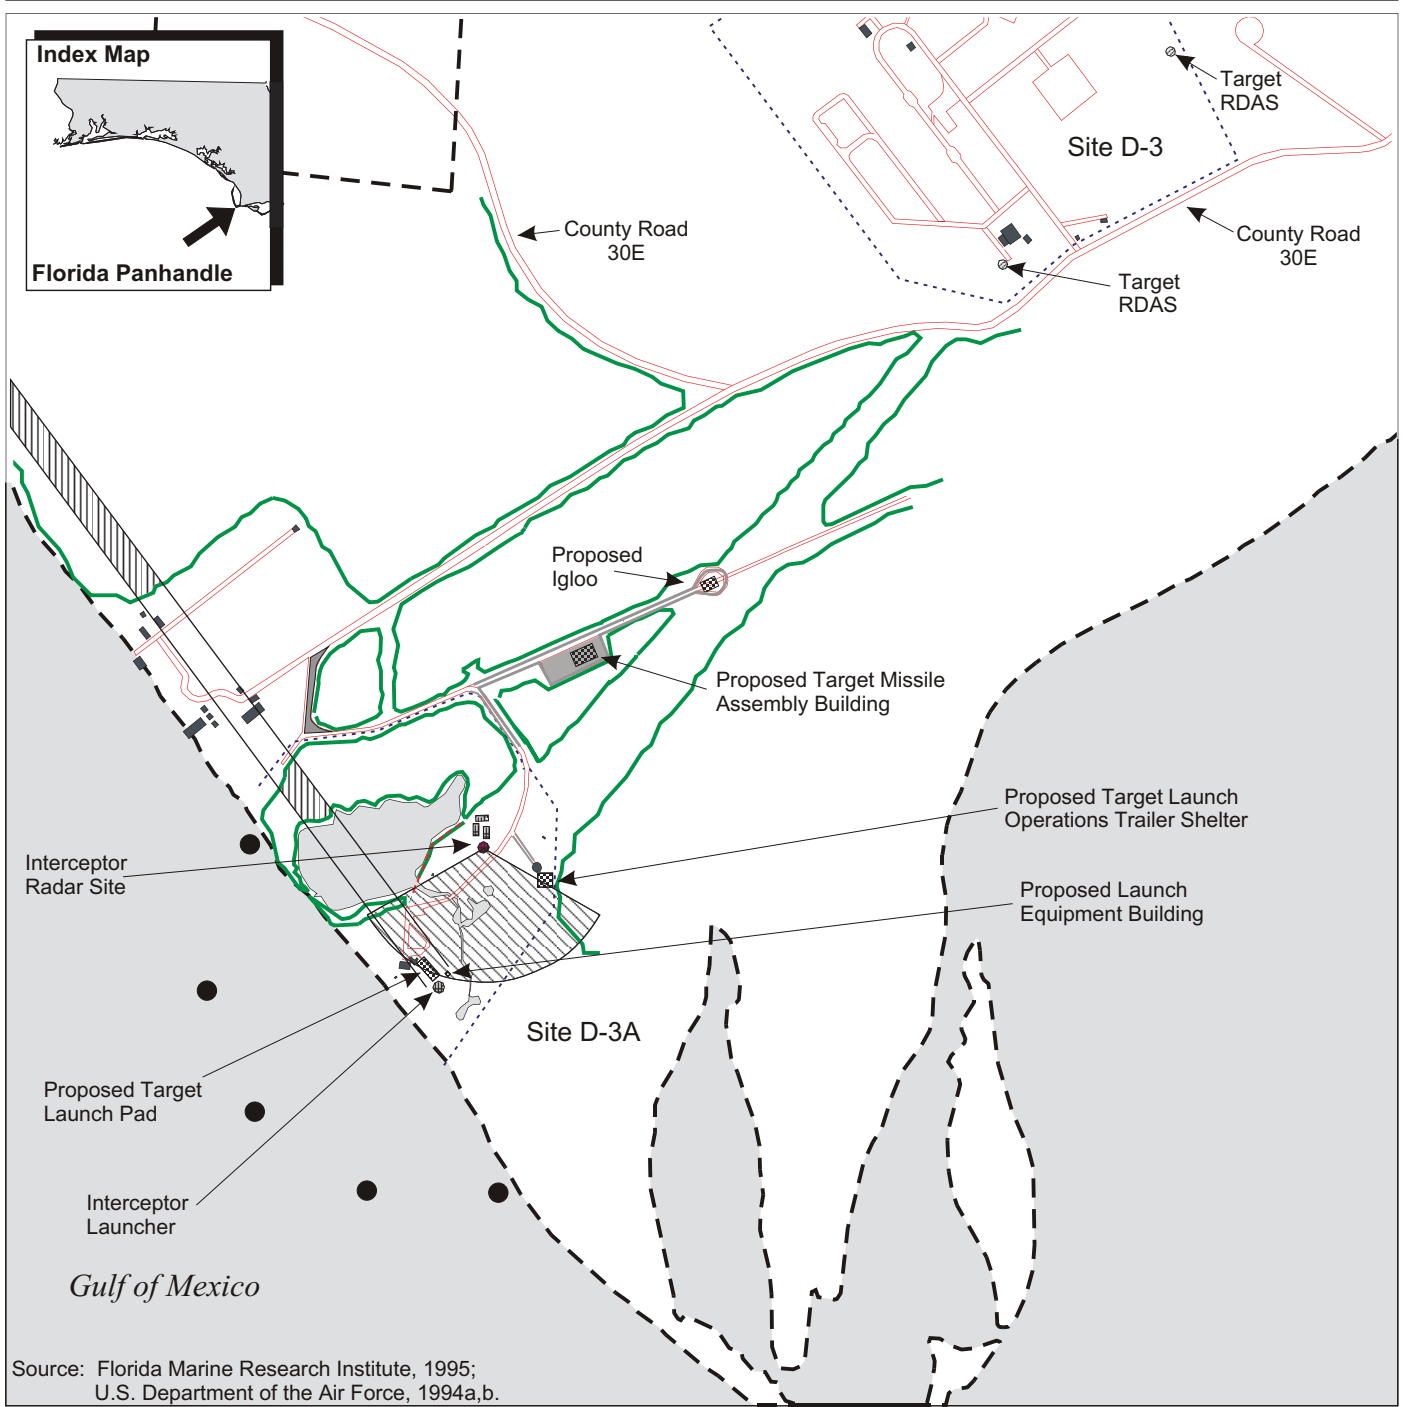 Index Map
Florida Panhandle
Target
RDAS
Site D-3
County Road
30E
County Road
30E
Target
RDAS
Proposed
Igloo
Proposed Target Missile
Assembly Building
Proposed Target Launch
Operations Trailer Shelter
Interceptor
Radar Site
Proposed Launch
Equipment Building
Site D-3A
Proposed Target
Launch Pad
Interceptor
Launcher
Gulf of Mexico
Source: Florida Marine Research Institute, 1995;
U.S. Department of the Air Force, 1994a,b.